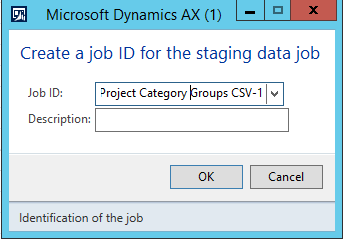 Microsoft Dynamics AX (1)
Create a job ID for the staging data job
Job ID: Project Category Groups CSV-1
Description:
OK Cancel
Identification of the job